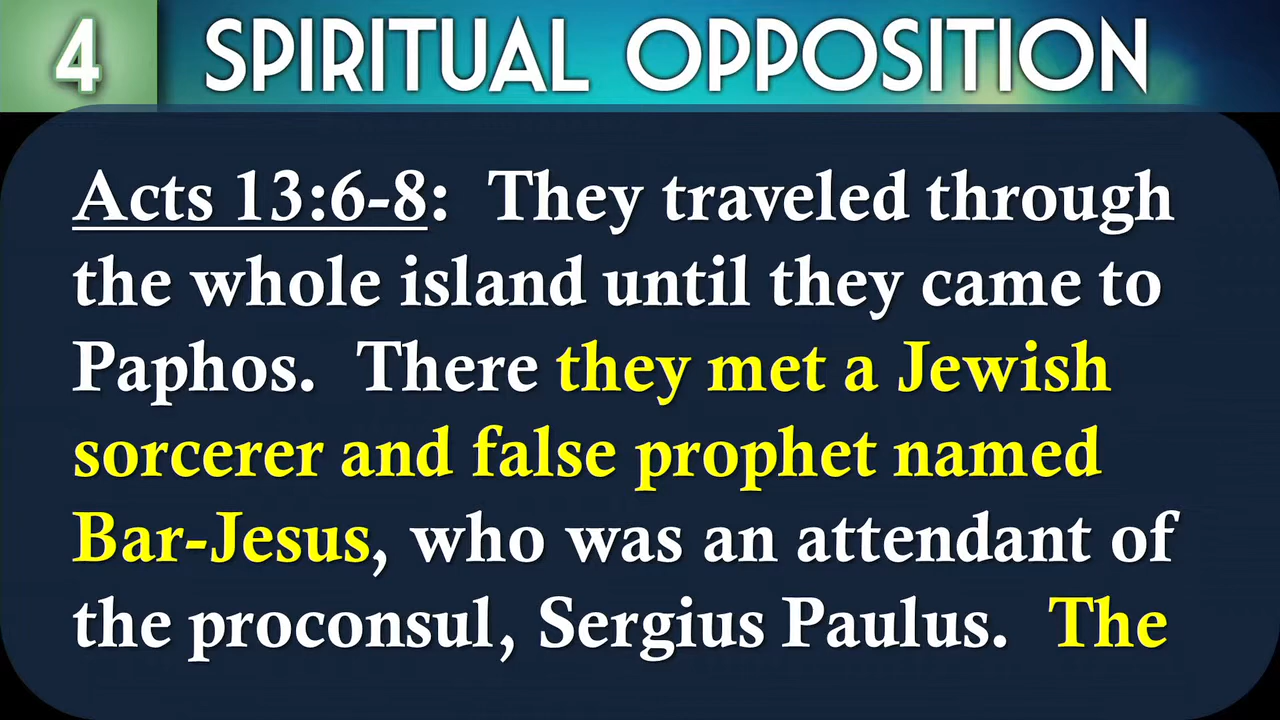 4 SPIRITUAL OPPOSITION
Acts 13:6-8: They traveled through
the whole island until they came to
Paphos. There they met a Jewish
sorcerer and false prophet named
Bar-Jesus, who was an attendant of
the proconsul, Sergius Paulus. The